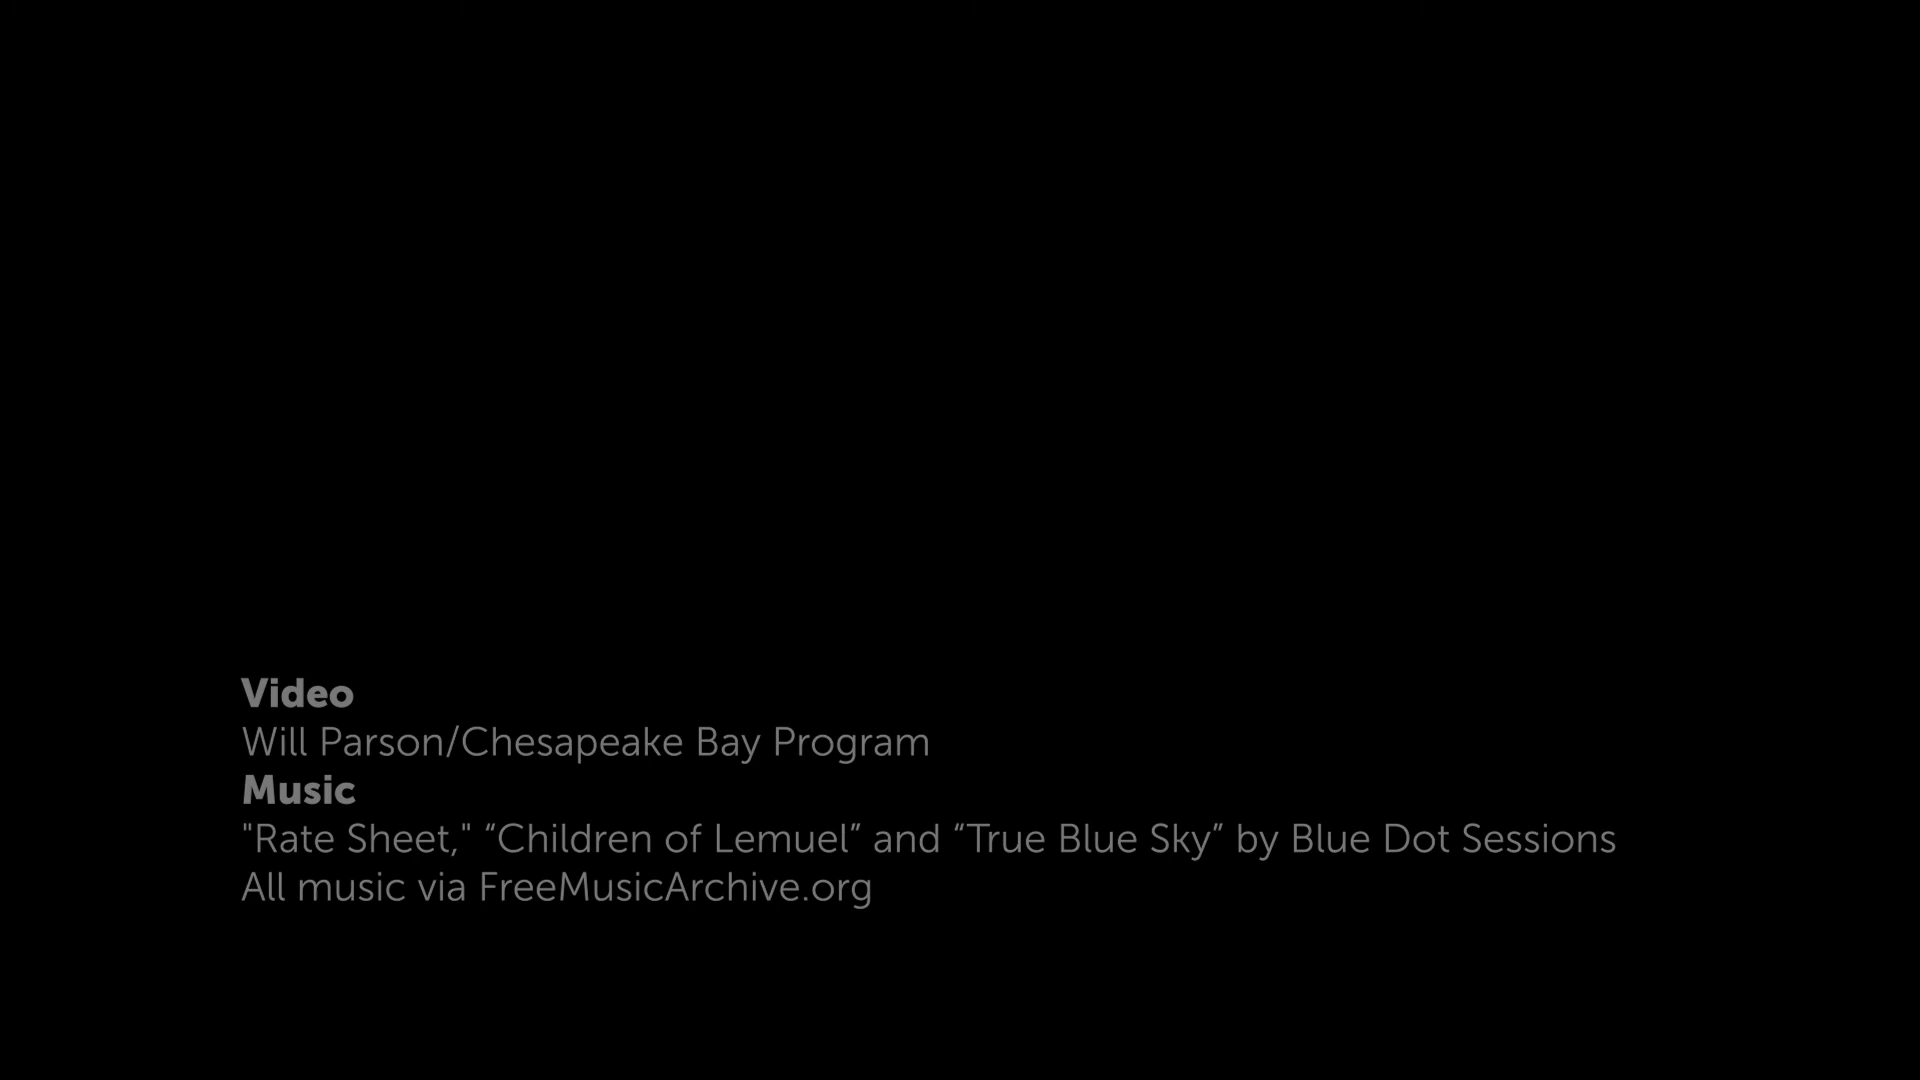 Video
Will Parson/Chesapeake Bay Program
Music
"Rate Sheet," “Children of Lemuel” and “True Blue Sky” by Blue Dot Sessions
All music via FreeMusicArchive.org